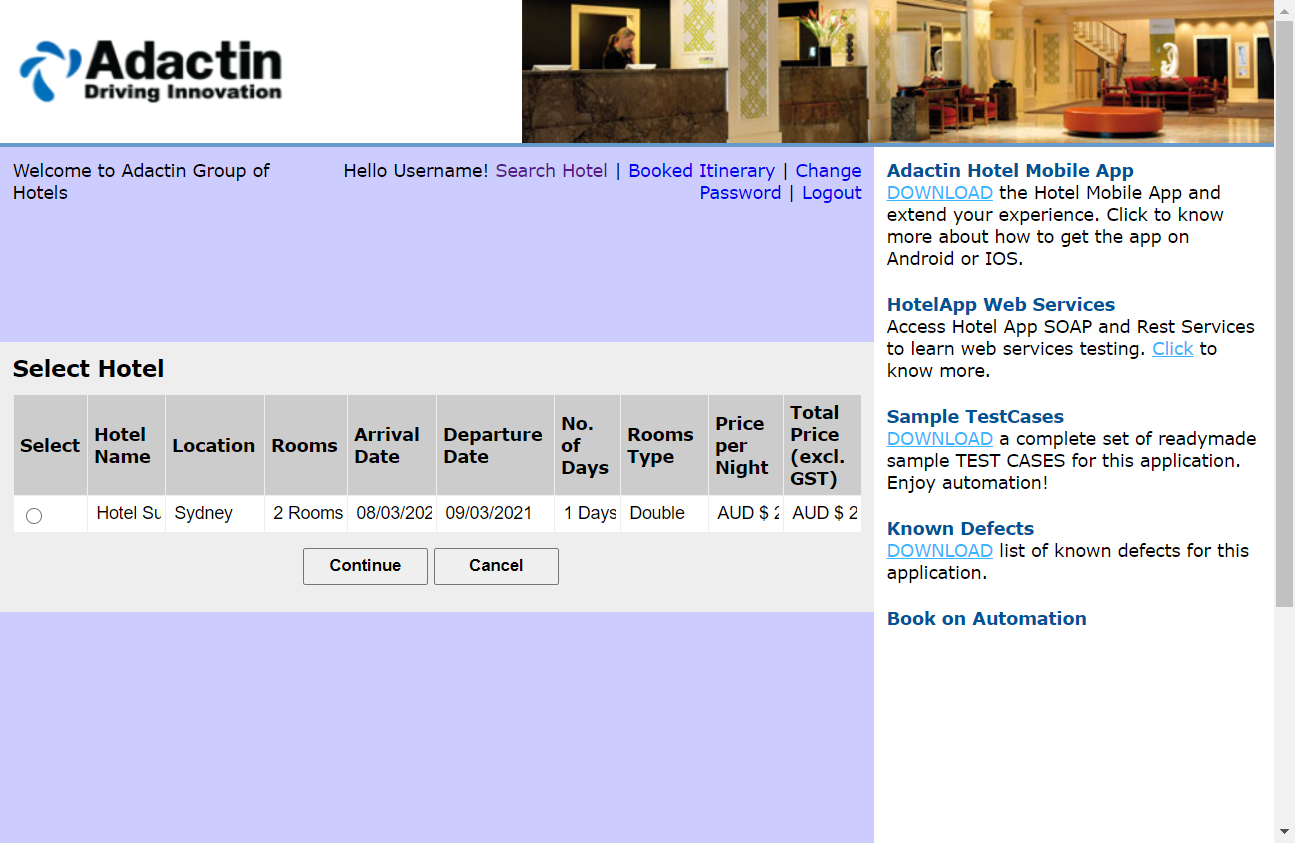 Adactin
Driving Innovation
Welcome to Adactin Group of
Hotels
Hello Username! Search Hotel | Booked Itinerary | Change
Password | Logout
Select Hotel
Select Hotel Name Location Rooms Arrival Date Departure Date No. of Days Rooms Type Price per Night Total Price (excl. GST)
Hotel Su Sydney 2 Rooms 08/03/202 09/03/2021 1 Days Double AUD $ 2 AUD $ 2
Continue Cancel
Adactin Hotel Mobile App
DOWNLOAD the Hotel Mobile App and
extend your experience. Click to know
more about how to get the app on
Android or IOS.
HotelApp Web Services
Access Hotel App SOAP and Rest Services
to learn web services testing. Click to
know more.
Sample TestCases
DOWNLOAD a complete set of readymade
sample TEST CASES for this application.
Enjoy automation!
Known Defects
DOWNLOAD list of known defects for this
application.
Book on Automation